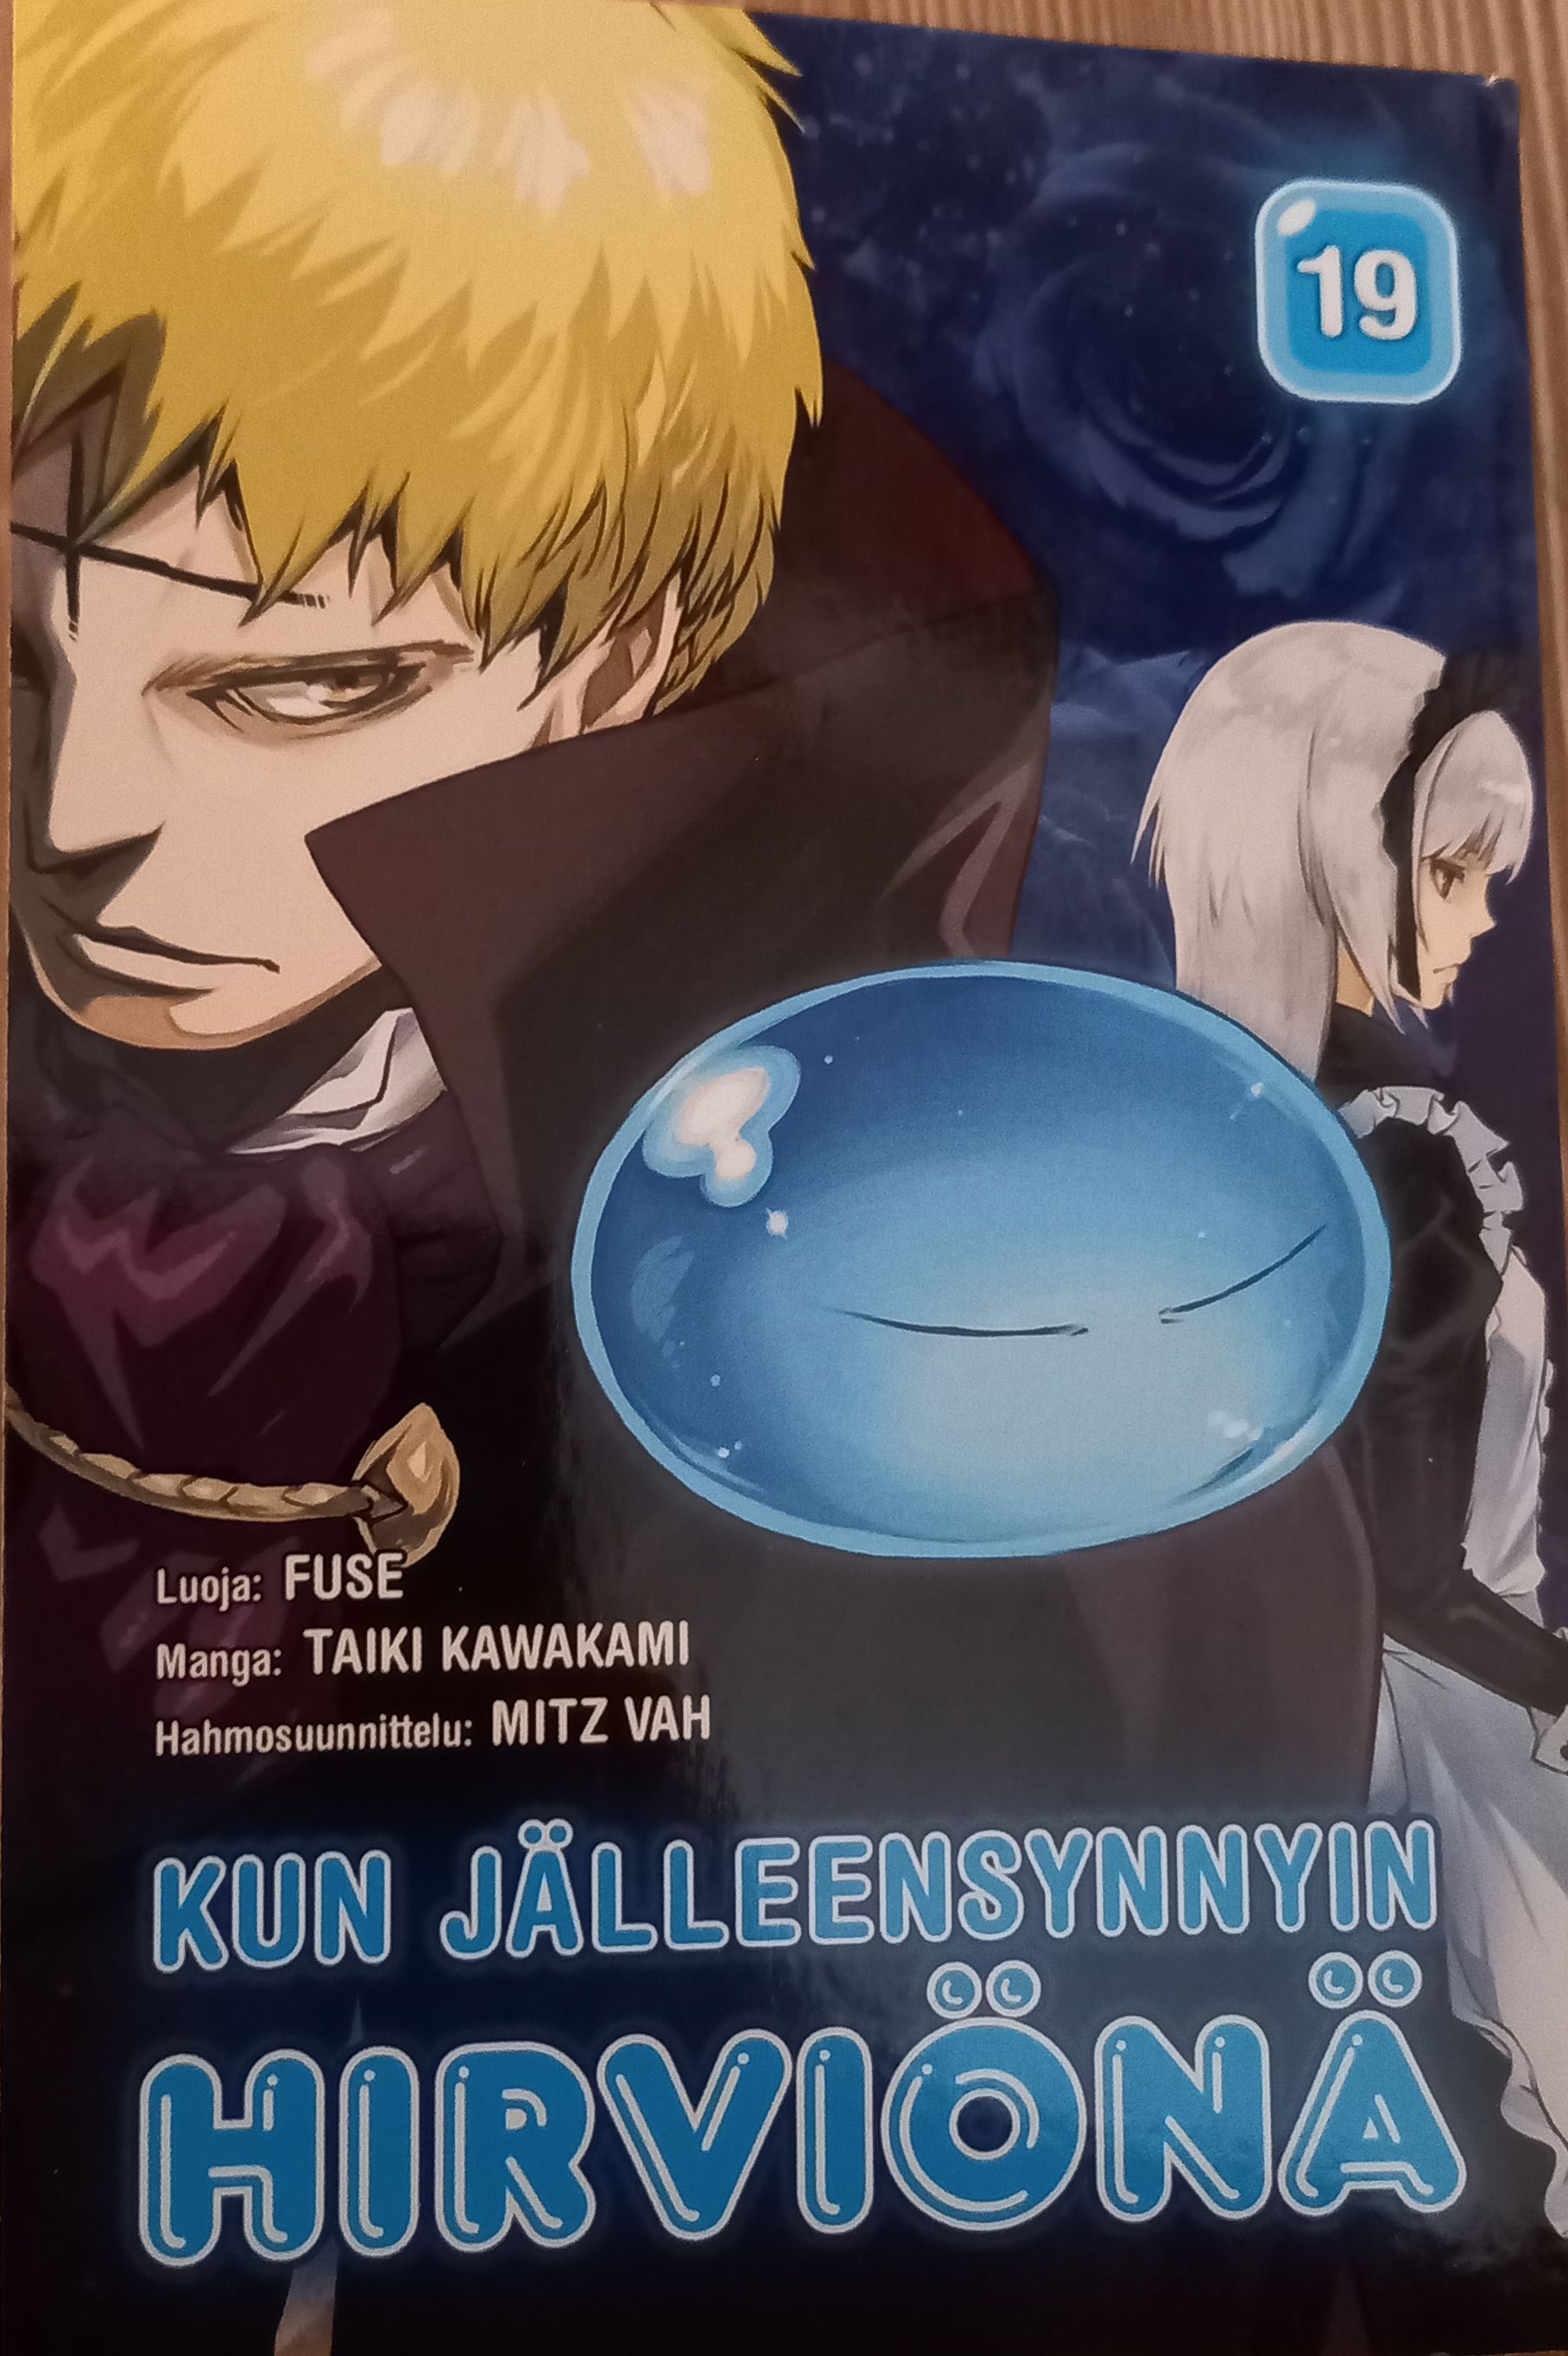 19
Luoja: FUSE
Manga: TAIKI KAWAKAMI
Hahmosuunnittelu: MITZ VAH
KUN JÄLLEENSYNNYIN
HIRVIÖNÄ